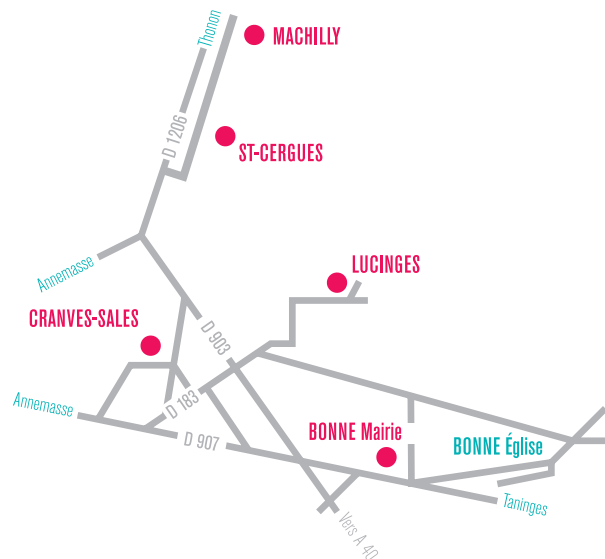 Thonon
MACHILLY
D 1206
ST-CERGUES
Annemasse
LUCINGES
CRANVES-SALES
D 903
Annemasse
D 183
D 907
BONNE Mairie
BONNE Église
Taninges
Vers A 40